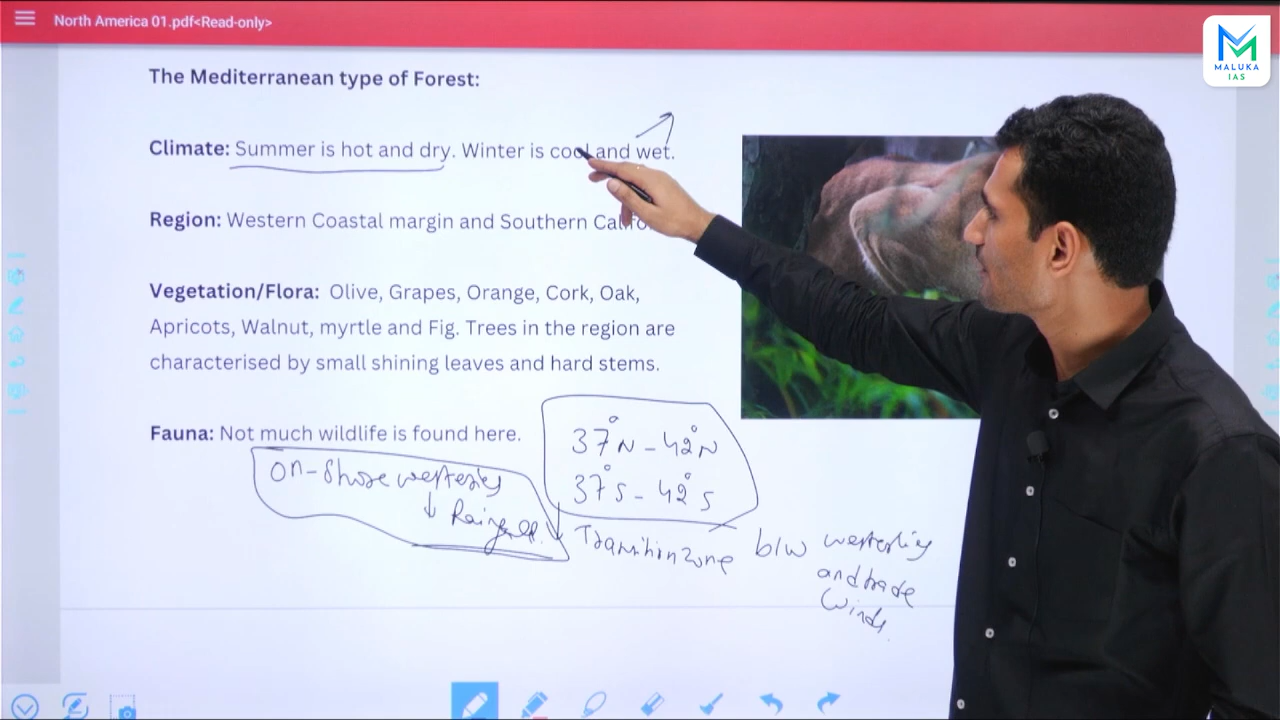 North America 01.pdf<Read-only>
MALUKA
IAS
The Mediterranean type of Forest:
Climate: Summer is hot and dry. Winter is cool and wet.
Region: Western Coastal margin and Southern Califo
Vegetation/Flora: Olive, Grapes, Orange, Cork, Oak,
Apricots, Walnut, myrtle and Fig. Trees in the region are
characterised by small shining leaves and hard stems.
Fauna: Not much wildlife is found here.
37°N - 42°N
37°S - 42°S
On-Shore westerlies
↓ Rainfall.
Transition zone b/w westerlies
and trade
Winds.